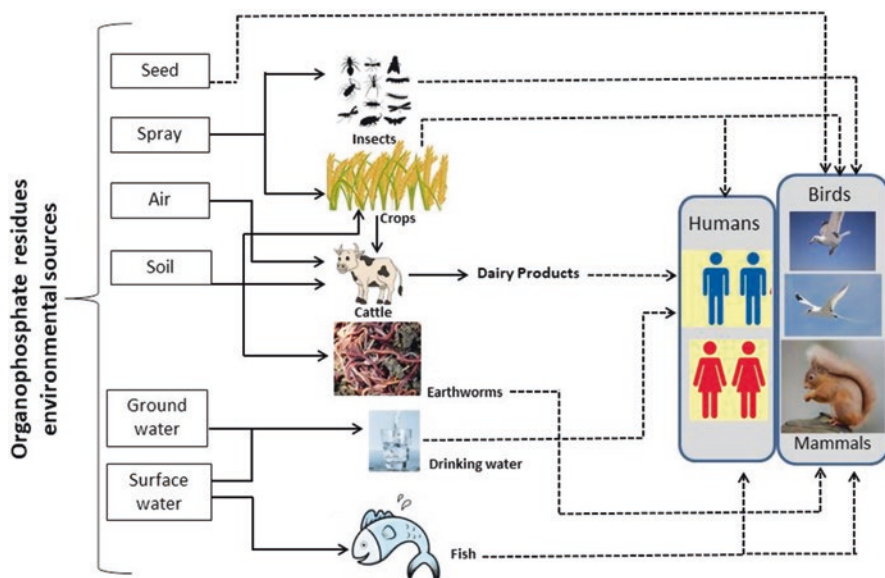 Organophosphate residues
environmental sources
Seed
Spray
Air
Soil
Ground
water
Surface
water
Insects
Crops
Cattle
Dairy Products
Earthworms
Drinking water
Fish
Humans
Birds
Mammals